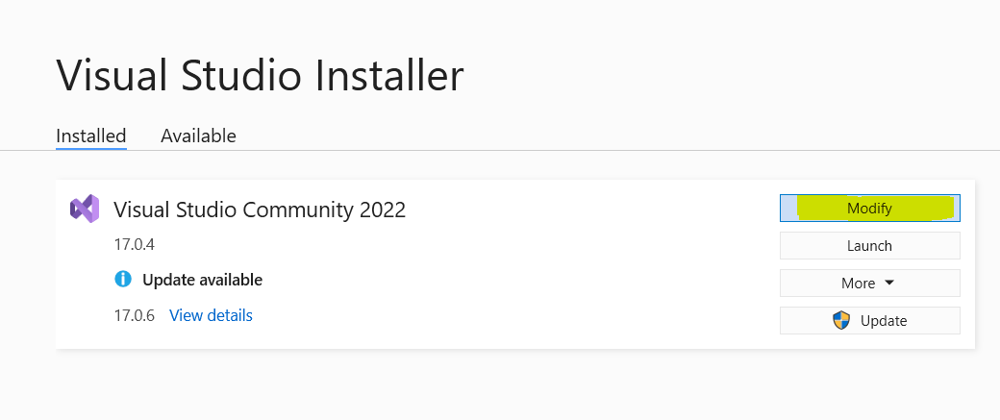 Visual Studio Installer
Installed Available
Visual Studio Community 2022
17.0.4
Update available
17.0.6 View details
Modify
Launch
More
Update